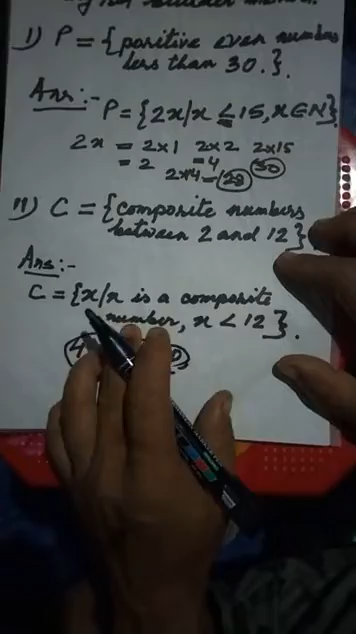 I) P = {positive even numbers
less than 30.}.
Ans:-
P = {2x/x ≤ 15, x ∈ N}
2x = 2x1 2x2 2x15
= 2 =4 30
2x14=28
II) C = {composite numbers
between 2 and 12}
Ans:-
C = {x/x is a composite
number, x < 12}.
4